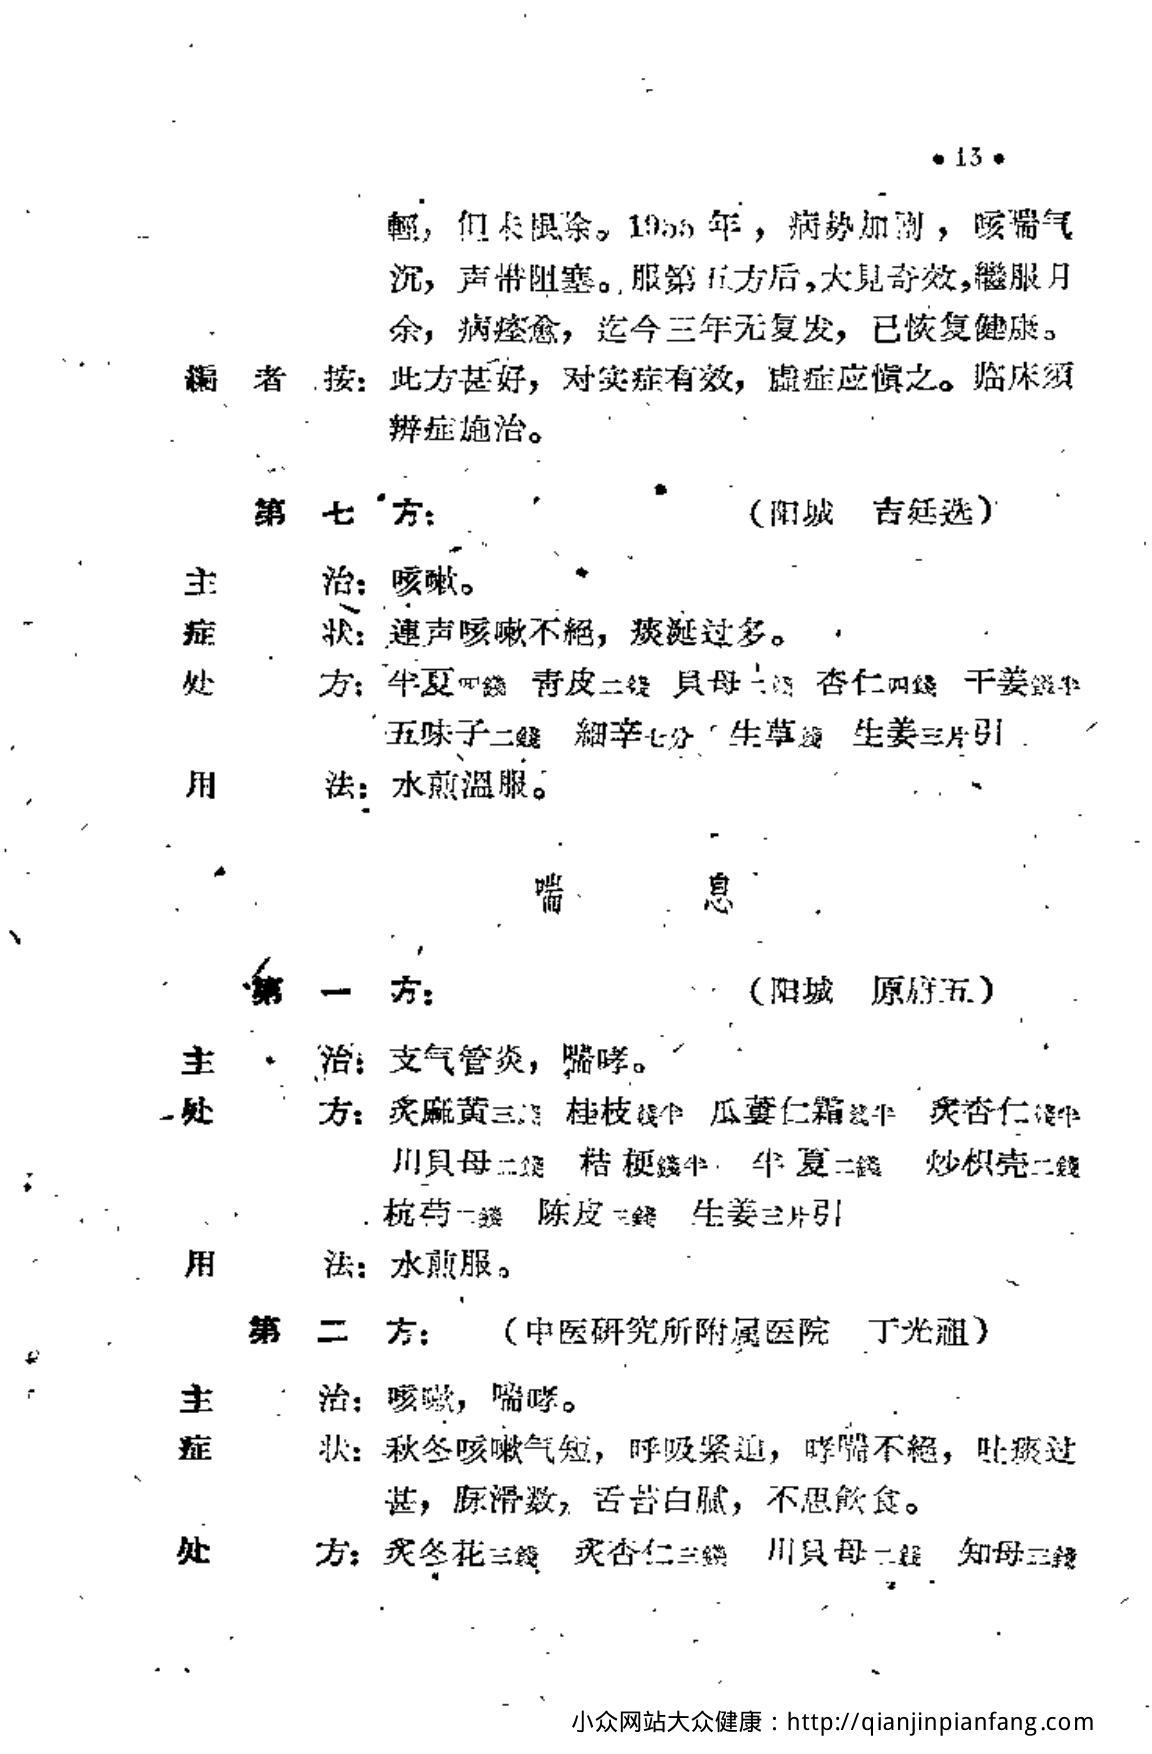 •13•
輕，但未根除。1955年，病势加剧，咳喘气
沉，声带阻塞。服第五方后，大見奇效，繼服月
余，病痊愈，迄今三年无复发，已恢复健康。
編者按：此方甚好，对实症有效，虛症应愼之。临床須
辨症施治。
第七方：（阳城 吉廷选）
主治：咳嗽。
症状：連声咳嗽不絕，痰涎过多。
处方：半夏四錢 青皮二錢 貝母二錢 杏仁四錢 干姜錢半
五味子二錢 細辛七分 生草錢 生姜三片引
用法：水煎溫服。
喘息
第一方：（阳城 原府五）
主治：支气管炎，喘哮。
处方：炙麻黄三錢 桂枝錢半 瓜蔞仁霜錢半 炙杏仁錢半
川貝母二錢 桔梗錢半 半夏二錢 炒枳壳二錢
杭芍二錢 陈皮三錢 生姜三片引
用法：水煎服。
第二方：（中医研究所附属医院 丁光祖）
主治：咳嗽，喘哮。
症状：秋冬咳嗽气短，呼吸紧迫，哮喘不絕，吐痰过
甚，脉滑数，舌苔白膩，不思飲食。
处方：炙冬花三錢 炙杏仁三錢 川貝母二錢 知母三錢
小众网站大众健康：http://qianjinpianfang.com